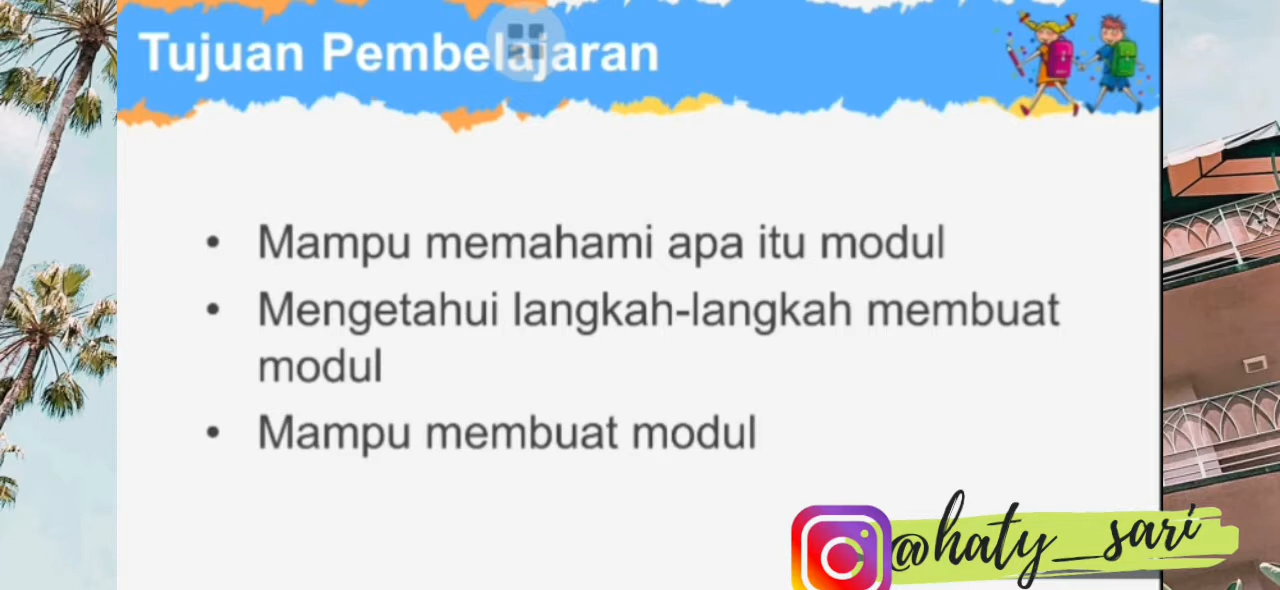 Tujuan Pembelajaran
• Mampu memahami apa itu modul
• Mengetahui langkah-langkah membuat
modul
• Mampu membuat modul
@haty_sari